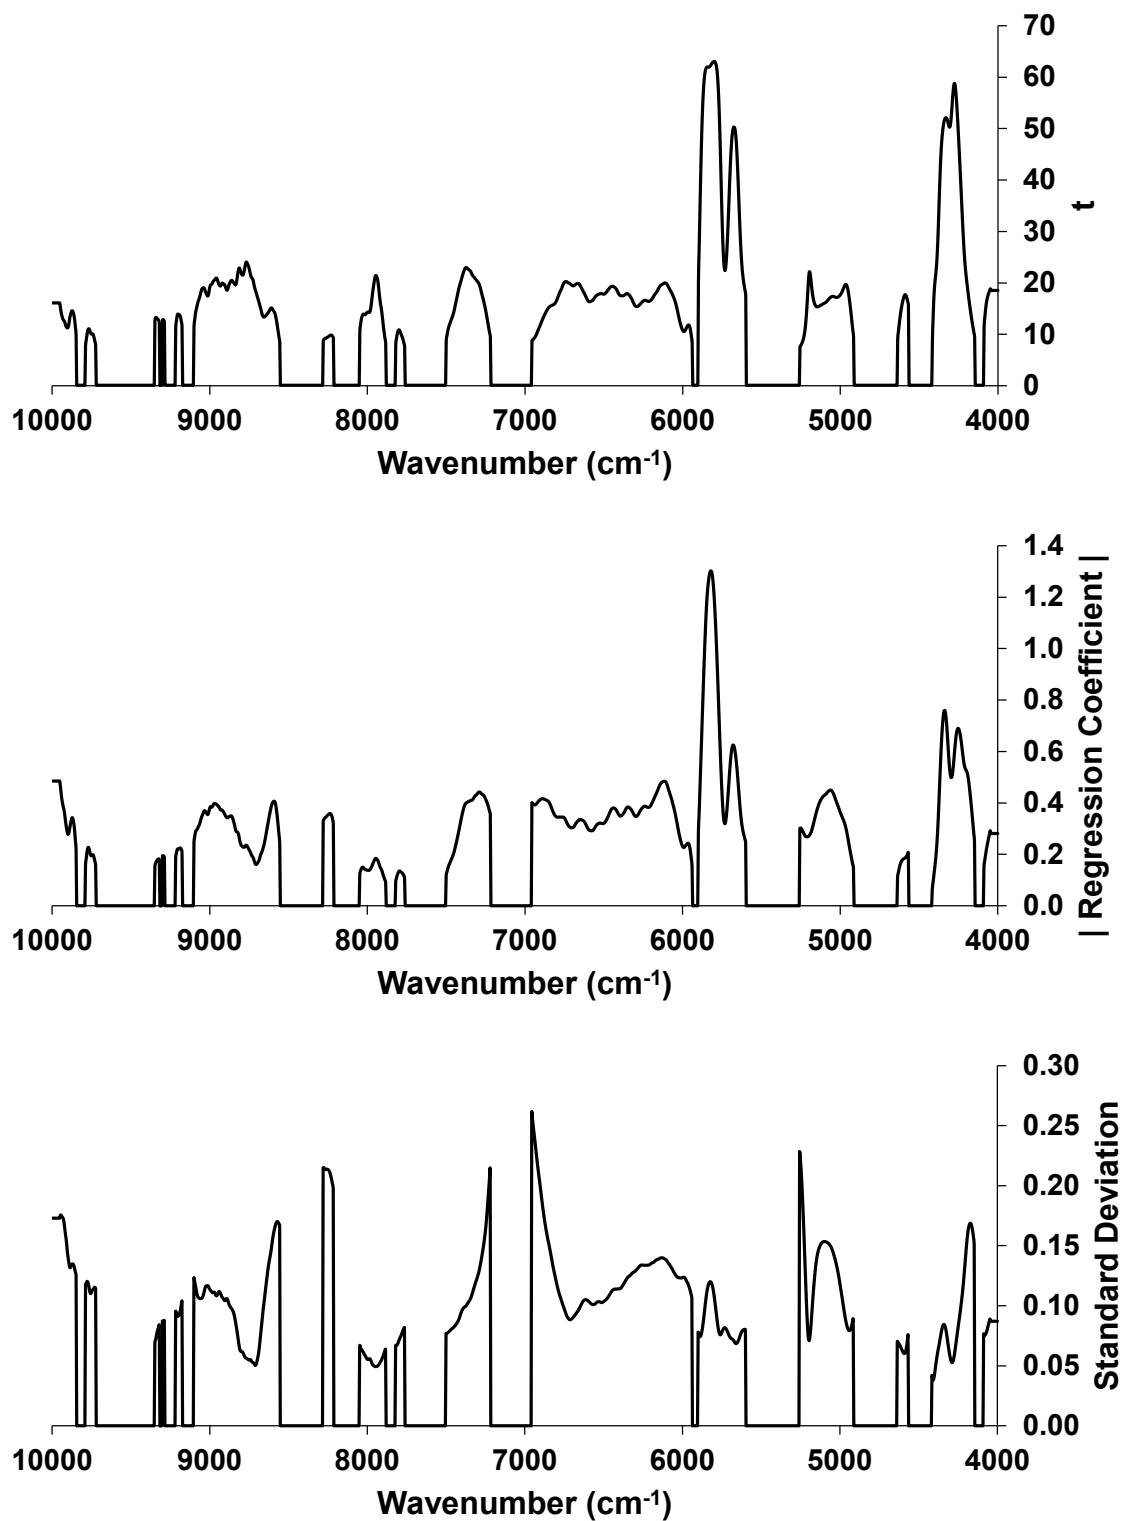 70
60
50
40
30
20
10
0
t
10000 9000 8000 7000 6000 5000 4000
Wavenumber (cm-1)
1.4
1.2
1.0
0.8
0.6
0.4
0.2
0.0
| Regression Coefficient |
10000 9000 8000 7000 6000 5000 4000
Wavenumber (cm-1)
0.30
0.25
0.20
0.15
0.10
0.05
0.00
Standard Deviation
10000 9000 8000 7000 6000 5000 4000
Wavenumber (cm-1)